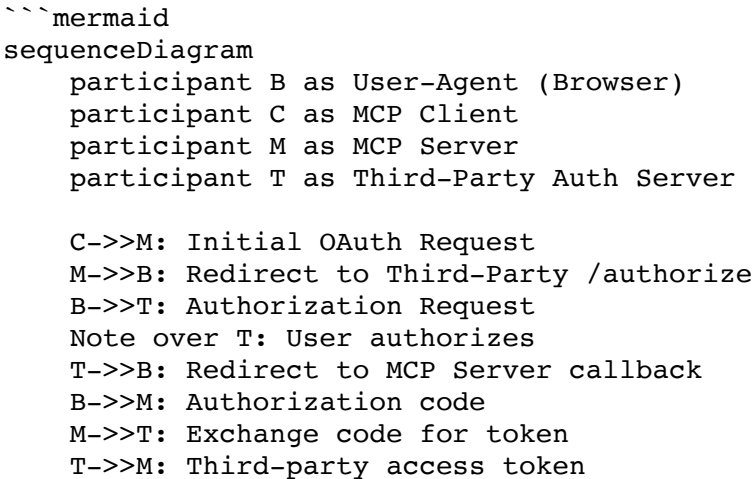 ```mermaid
sequenceDiagram
    participant B as User-Agent (Browser)
    participant C as MCP Client
    participant M as MCP Server
    participant T as Third-Party Auth Server

    C->>M: Initial OAuth Request
    M->>B: Redirect to Third-Party /authorize
    B->>T: Authorization Request
    Note over T: User authorizes
    T->>B: Redirect to MCP Server callback
    B->>M: Authorization code
    M->>T: Exchange code for token
    T->>M: Third-party access token